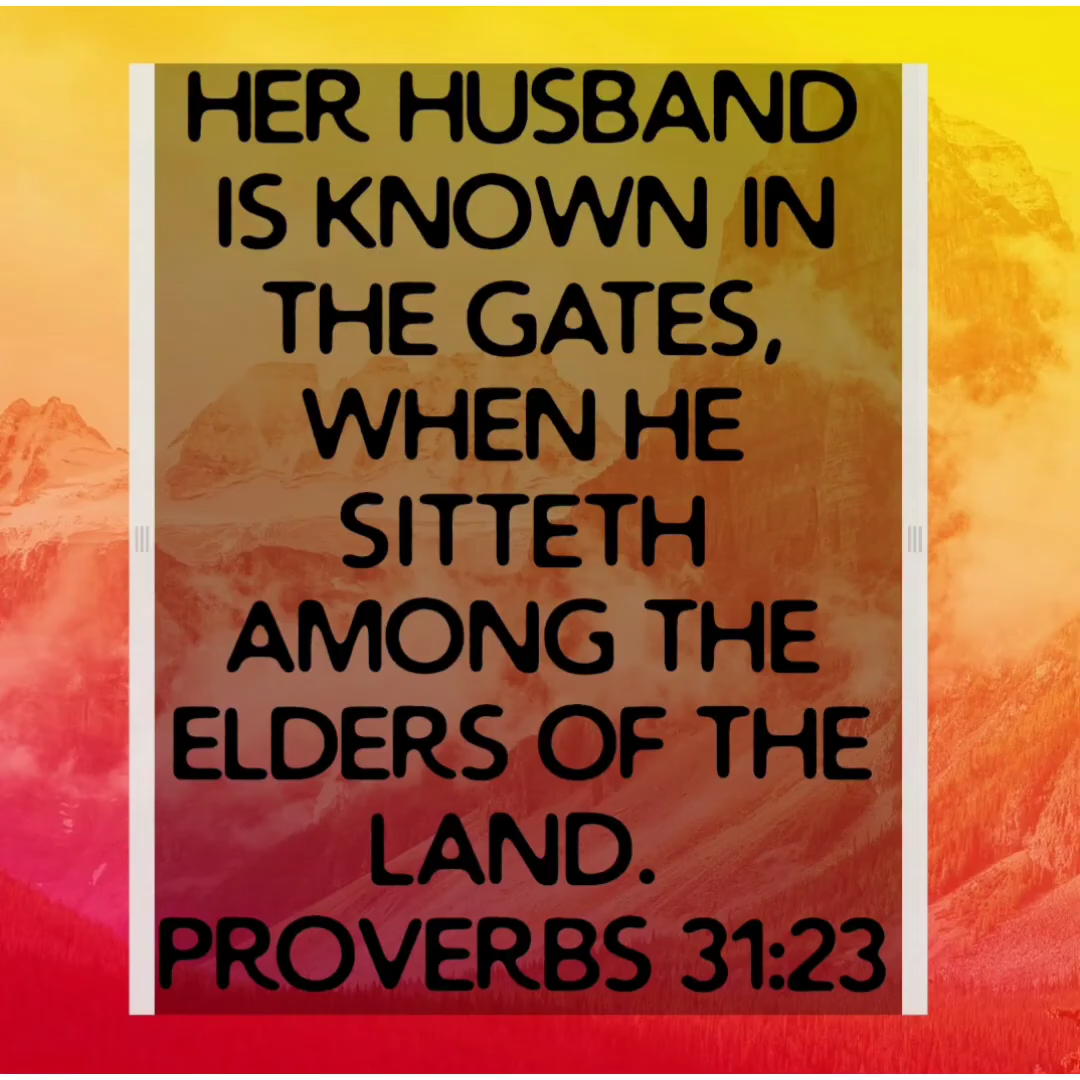 HER HUSBAND
IS KNOWN IN
THE GATES,
WHEN HE
SITTETH
AMONG THE
ELDERS OF THE
LAND.
PROVERBS 31:23